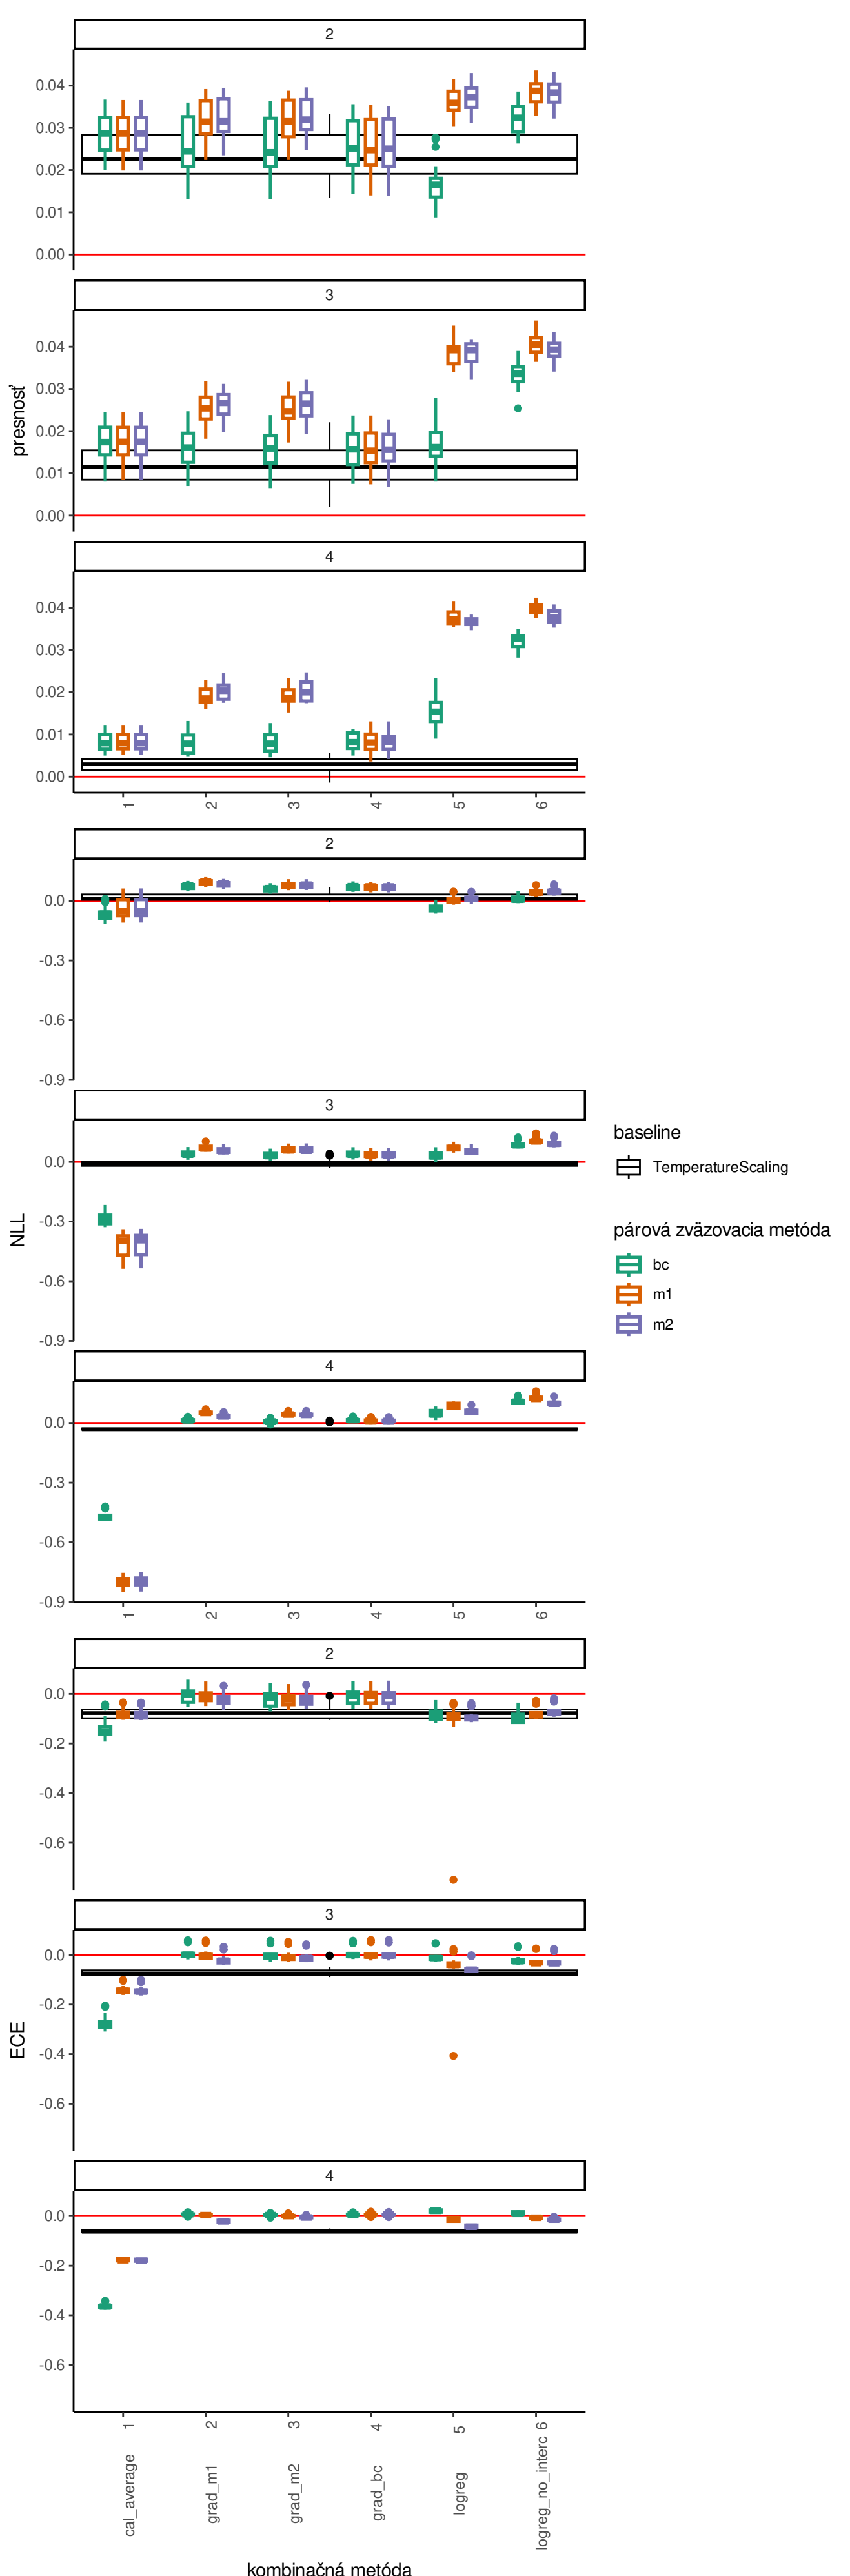 2
0.04
0.03
0.02
0.01
0.00
3
0.04
0.03
0.02
0.01
0.00
presnosť
4
0.04
0.03
0.02
0.01
0.00
1 2 3 4 5 6
2
0.0
-0.3
-0.6
-0.9
3
0.0
-0.3
-0.6
-0.9
NLL
4
0.0
-0.3
-0.6
-0.9
1 2 3 4 5 6
baseline
TemperatureScaling
párová zväzovacia metóda
bc
m1
m2
2
0.0
-0.2
-0.4
-0.6
3
0.0
-0.2
-0.4
-0.6
ECE
4
0.0
-0.2
-0.4
-0.6
1 2 3 4 5 6
cal_average
grad_m1
grad_m2
grad_bc
logreg
logreg_no_interc
kombinačná metóda